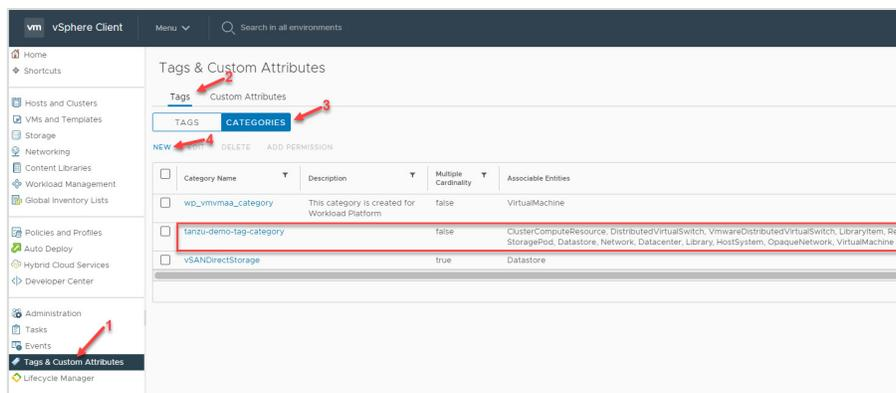 vm vSphere Client Menu Search in all environments
Home
Shortcuts
Hosts and Clusters
VMs and Templates
Storage
Networking
Content Libraries
Workload Management
Global Inventory Lists
Policies and Profiles
Auto Deploy
Hybrid Cloud Services
Developer Center
Administration
Tasks
Events
Tags & Custom Attributes
Lifecycle Manager
1
Tags & Custom Attributes
2
Tags Custom Attributes
3
TAGS CATEGORIES
4
NEW DELETE ADD PERMISSION
Category Name Description Multiple Cardinality Associable Entities
wp_vmvmaa_category This category is created for false VirtualMachine
Workload Platform
tanzu-demo-tag-category false ClusterComputeResource, DistributedVirtualSwitch, VmwareDistributedVirtualSwitch, LibraryItem, Re
StoragePod, Datastore, Network, Datacenter, Library, HostSystem, OpaqueNetwork, VirtualMachine
vSANDirectStorage true Datastore